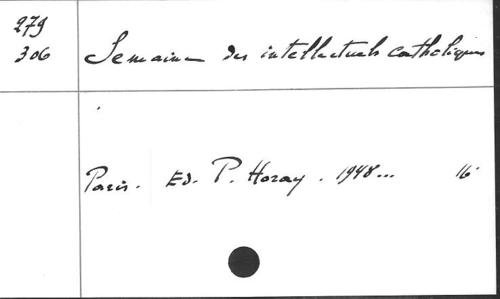 279
306
Semaine des intellectuels catholiques
Paris. Ed. P. Horay. 1948... 16°